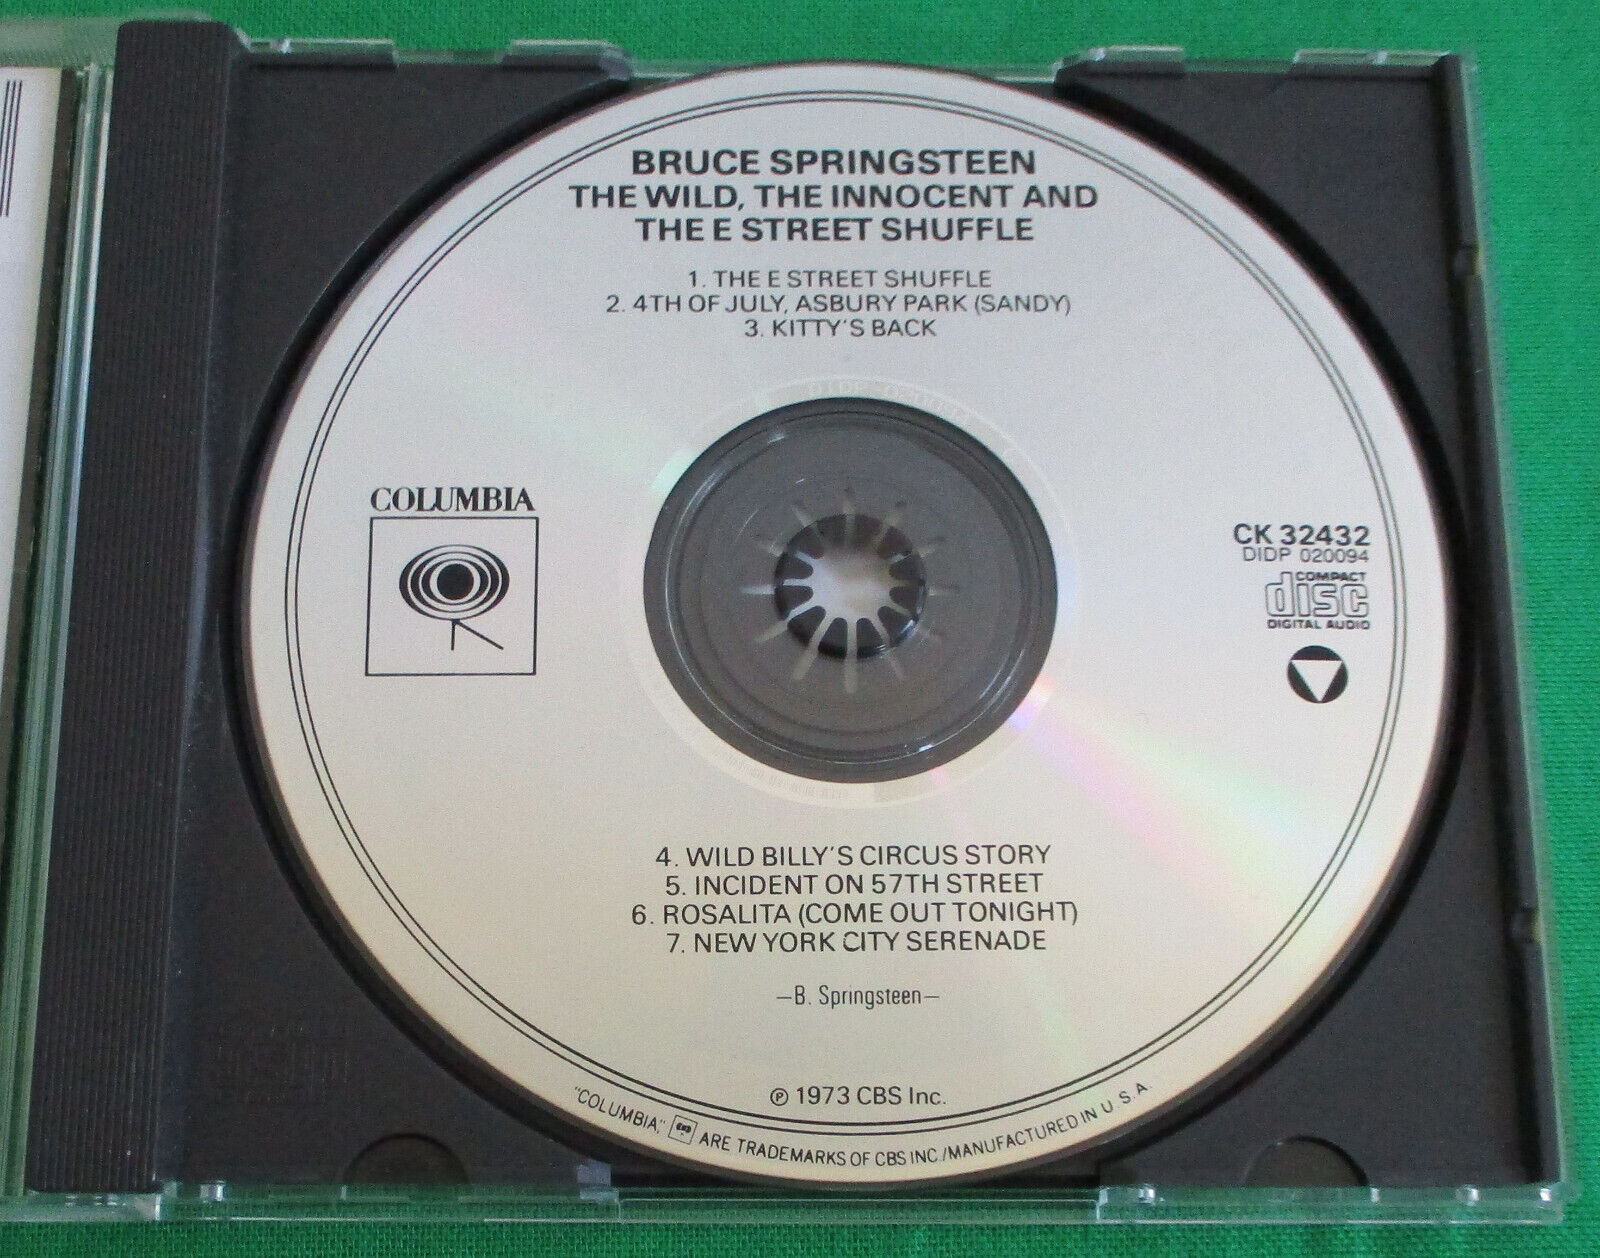 BRUCE SPRINGSTEEN
THE WILD, THE INNOCENT AND
THE E STREET SHUFFLE
1. THE E STREET SHUFFLE
2. 4TH OF JULY, ASBURY PARK (SANDY)
3. KITTY'S BACK
COLUMBIA
CK 32432
DIDP 020094
COMPACT
disc
DIGITAL AUDIO
4. WILD BILLY'S CIRCUS STORY
5. INCIDENT ON 57TH STREET
6. ROSALITA (COME OUT TONIGHT)
7. NEW YORK CITY SERENADE
—B. Springsteen—
℗ 1973 CBS Inc.
"COLUMBIA," ARE TRADEMARKS OF CBS INC./MANUFACTURED IN U.S.A.